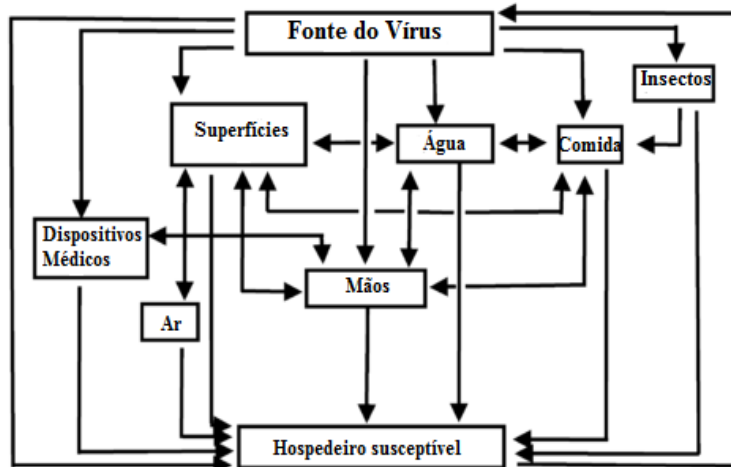 Fonte do Vírus
Insectos
Superfícies
Água
Comida
Dispositivos
Médicos
Mãos
Ar
Hospedeiro susceptível